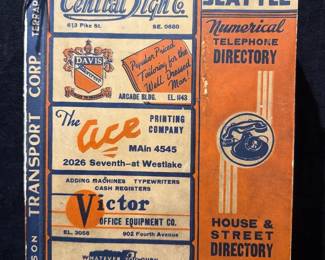 Central Sign Co.
613 Pike St.
SE. 0680
DAVIS
Popular Priced
Tailoring for the
Well Dressed
Man!
ARCADE BLDG. EL. 1143
The ace PRINTING
COMPANY
MAin 4545
2026 Seventh-at Westlake
ADDING MACHINES TYPEWRITERS
CASH REGISTERS
Victor
OFFICE EQUIPMENT CO.
EL. 3056 902 Fourth Avenue
WHATEVER
TRANSPORT CORP.
SEATTLE
Numerical
TELEPHONE
DIRECTORY
HOUSE &
STREET
DIRECTORY